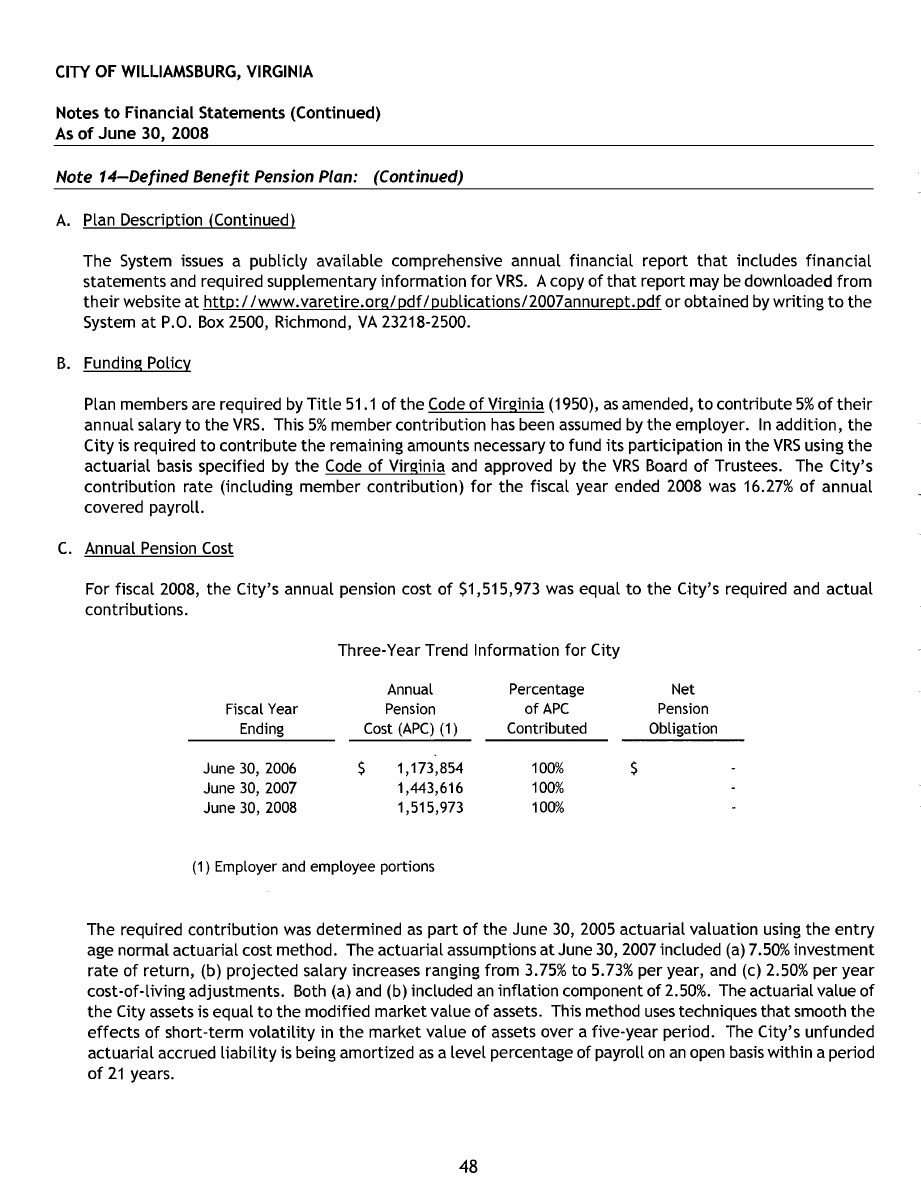 CITY OF WILLIAMSBURG, VIRGINIA
Notes to Financial Statements (Continued)
As of June 30, 2008
Note 14—Defined Benefit Pension Plan: (Continued)
A. Plan Description (Continued)
The System issues a publicly available comprehensive annual financial report that includes financial
statements and required supplementary information for VRS. A copy of that report may be downloaded from
their website at http://www.varetire.org/pdf/publications/2007annurept.pdf or obtained by writing to the
System at P.O. Box 2500, Richmond, VA 23218-2500.
B. Funding Policy
Plan members are required by Title 51.1 of the Code of Virginia (1950), as amended, to contribute 5% of their
annual salary to the VRS. This 5% member contribution has been assumed by the employer. In addition, the
City is required to contribute the remaining amounts necessary to fund its participation in the VRS using the
actuarial basis specified by the Code of Virginia and approved by the VRS Board of Trustees. The City's
contribution rate (including member contribution) for the fiscal year ended 2008 was 16.27% of annual
covered payroll.
C. Annual Pension Cost
For fiscal 2008, the City's annual pension cost of $1,515,973 was equal to the City's required and actual
contributions.
Three-Year Trend Information for City
Annual Percentage Net
Fiscal Year Pension of APC Pension
Ending Cost (APC) (1) Contributed Obligation
June 30, 2006 $ 1,173,854 100% $ -
June 30, 2007 1,443,616 100% -
June 30, 2008 1,515,973 100% -
(1) Employer and employee portions
The required contribution was determined as part of the June 30, 2005 actuarial valuation using the entry
age normal actuarial cost method. The actuarial assumptions at June 30, 2007 included (a) 7.50% investment
rate of return, (b) projected salary increases ranging from 3.75% to 5.73% per year, and (c) 2.50% per year
cost-of-living adjustments. Both (a) and (b) included an inflation component of 2.50%. The actuarial value of
the City assets is equal to the modified market value of assets. This method uses techniques that smooth the
effects of short-term volatility in the market value of assets over a five-year period. The City's unfunded
actuarial accrued liability is being amortized as a level percentage of payroll on an open basis within a period
of 21 years.
48